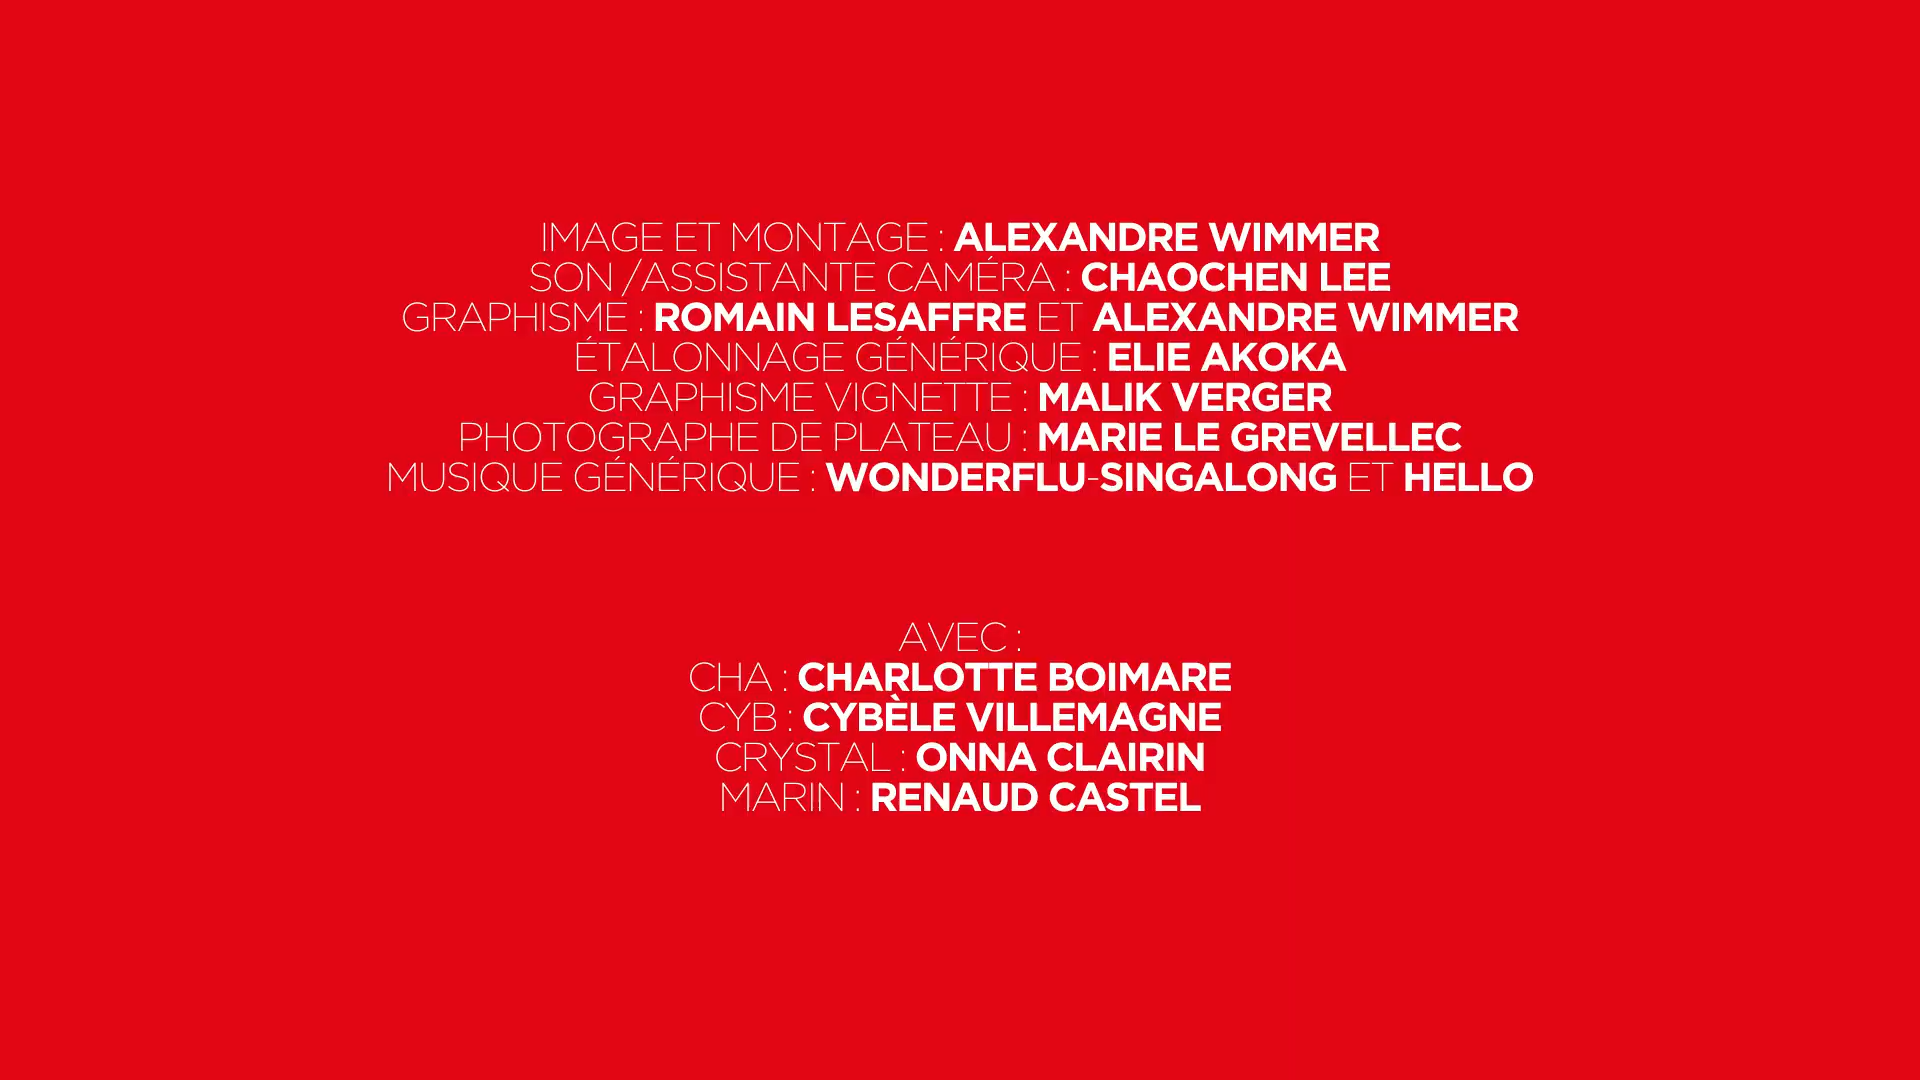 IMAGE ET MONTAGE : ALEXANDRE WIMMER
SON /ASSISTANTE CAMÉRA : CHAOCHEN LEE
GRAPHISME : ROMAIN LESAFFRE ET ALEXANDRE WIMMER
ÉTALONNAGE GÉNÉRIQUE : ELIE AKOKA
GRAPHISME VIGNETTE : MALIK VERGER
PHOTOGRAPHE DE PLATEAU : MARIE LE GREVELLEC
MUSIQUE GÉNÉRIQUE : WONDERFLU-SINGALONG ET HELLO
AVEC :
CHA : CHARLOTTE BOIMARE
CYB : CYBÈLE VILLEMAGNE
CRYSTAL : ONNA CLAIRIN
MARIN : RENAUD CASTEL